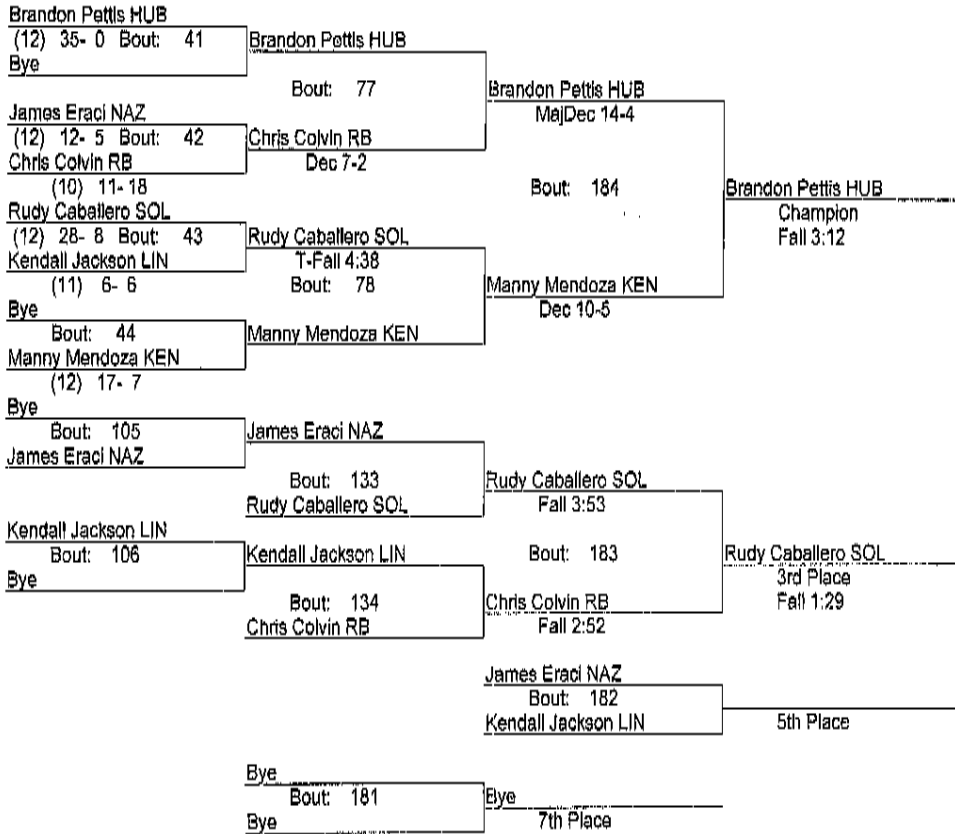 Brandon Pettis HUB
(12) 35- 0 Bout: 41
Bye
Brandon Pettis HUB
Bout: 77
James Eraci NAZ
(12) 12- 5 Bout: 42
Chris Colvin RB
(10) 11- 18
Chris Colvin RB
Dec 7-2
Brandon Pettis HUB
MajDec 14-4
Bout: 184
Brandon Pettis HUB
Champion
Fall 3:12
Rudy Caballero SOL
(12) 28- 8 Bout: 43
Kendall Jackson LIN
(11) 6- 6
Rudy Caballero SOL
T-Fall 4:38
Bout: 78
Bye
Bout: 44
Manny Mendoza KEN
(12) 17- 7
Manny Mendoza KEN
Manny Mendoza KEN
Dec 10-5
Bye
Bout: 105
James Eraci NAZ
James Eraci NAZ
Bout: 133
Rudy Caballero SOL
Rudy Caballero SOL
Fall 3:53
Bout: 183
Rudy Caballero SOL
3rd Place
Fall 1:29
Kendall Jackson LIN
Bout: 106
Bye
Kendall Jackson LIN
Bout: 134
Chris Colvin RB
Chris Colvin RB
Fall 2:52
James Eraci NAZ
Bout: 182
Kendall Jackson LIN
5th Place
Bye
Bout: 181
Bye
Bye
7th Place